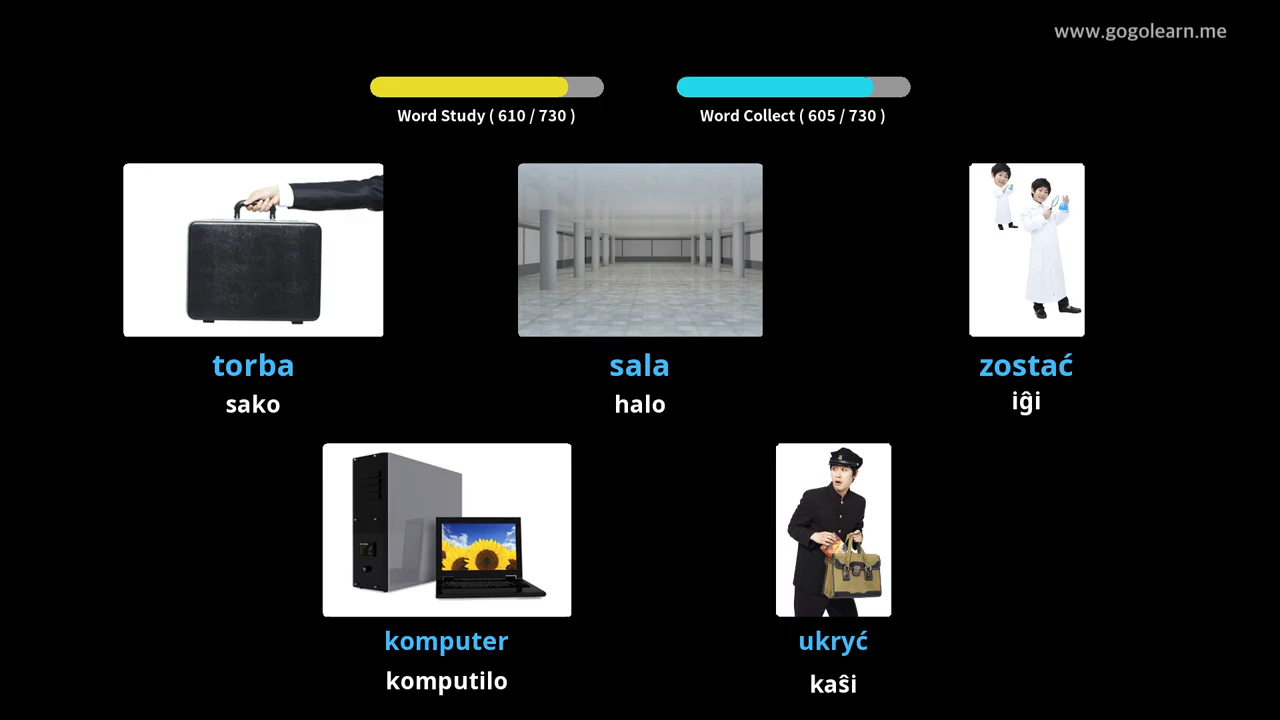 www.gogolearn.me
Word Study ( 610 / 730 )
Word Collect ( 605 / 730 )
torba
sako
sala
halo
zostać
iĝi
komputer
komputilo
ukryć
kaŝi